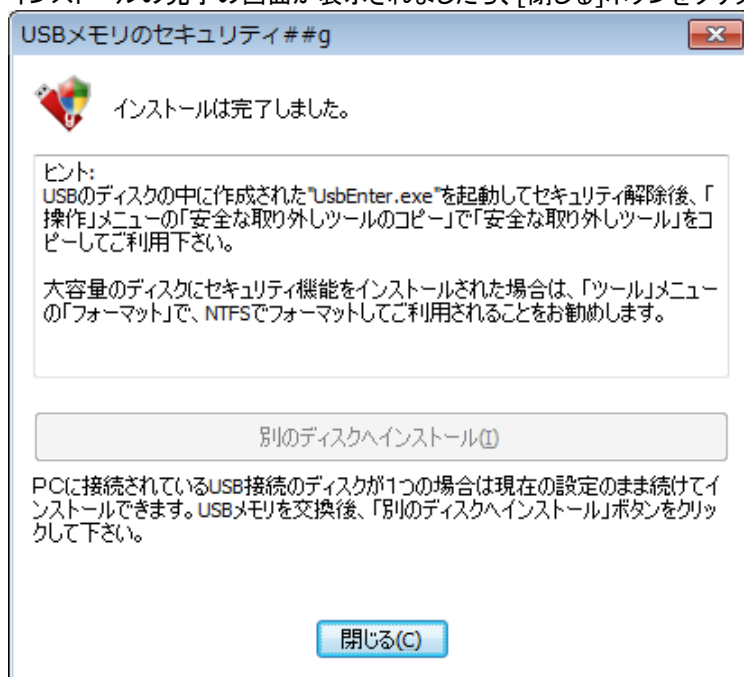 インストールの完了の画面が表示されましたら、[閉じる]ボタンをクリック
USBメモリのセキュリティ##g
インストールは完了しました。
ヒント:
USBのディスクの中に作成された"UsbEnter.exe"を起動してセキュリティ解除後、「
操作」メニューの「安全な取り外しツールのコピー」で「安全な取り外しツール」をコ
ピーしてご利用下さい。
大容量のディスクにセキュリティ機能をインストールされた場合は、「ツール」メニュー
の「フォーマット」で、NTFSでフォーマットしてご利用されることをお勧めします。
別のディスクへインストール(I)
PCに接続されているUSB接続のディスクが1つの場合は現在の設定のまま続けてイ
ンストールできます。USBメモリを交換後、「別のディスクへインストール」ボタンをクリッ
クして下さい。
閉じる(C)